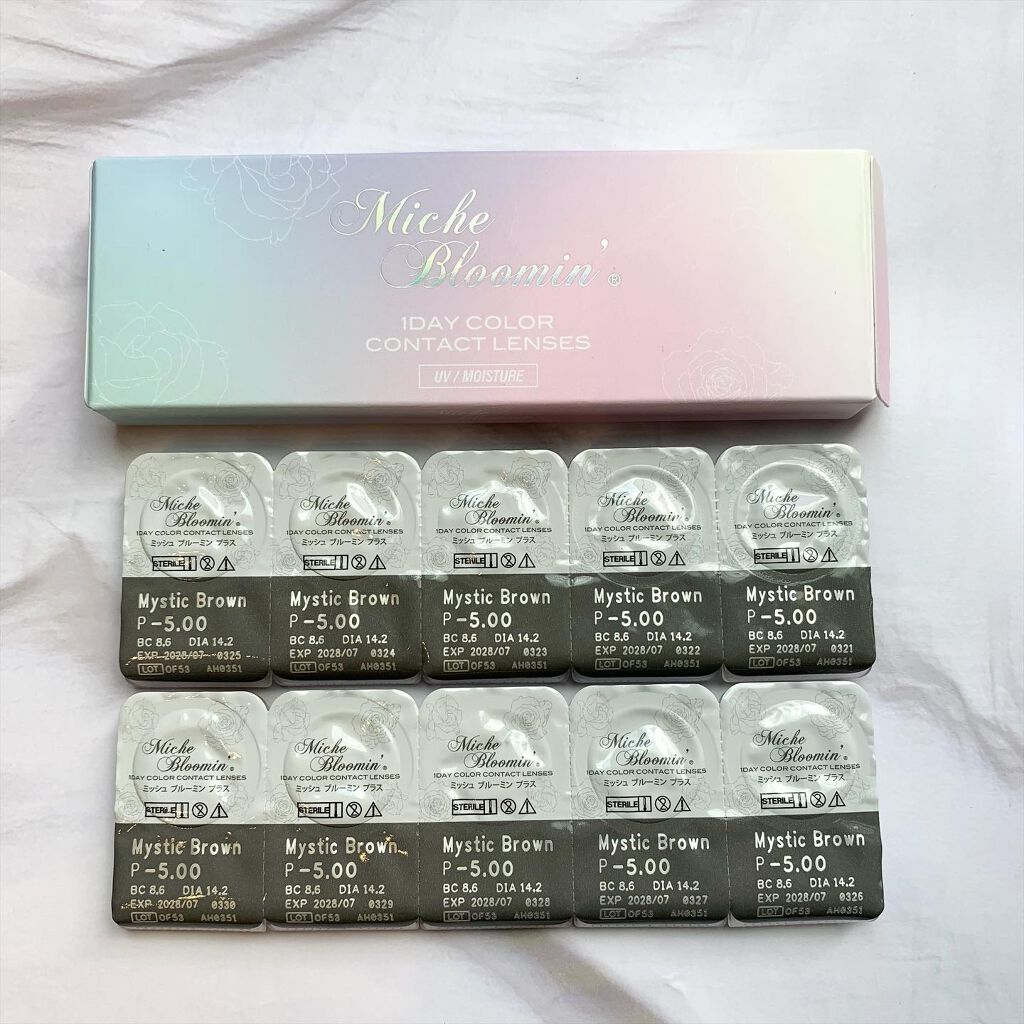 Miche
Bloomin'®
1DAY COLOR
CONTACT LENSES
UV / MOISTURE
Miche
Bloomin'®
1DAY COLOR CONTACT LENSES
ミッシュ ブルーミン プラス
STERILE
Mystic Brown
P -5.00
BC 8.6 DIA 14.2
EXP 2028/07 0325
LOT OF53 AH0351
Miche
Bloomin'®
1DAY COLOR CONTACT LENSES
ミッシュ ブルーミン プラス
STERILE
Mystic Brown
P -5.00
BC 8.6 DIA 14.2
EXP 2028/07 0324
LOT OF53 AH0351
Miche
Bloomin'®
1DAY COLOR CONTACT LENSES
ミッシュ ブルーミン プラス
STERILE
Mystic Brown
P -5.00
BC 8.6 DIA 14.2
EXP 2028/07 0323
LOT OF53 AH0351
Miche
Bloomin'®
1DAY COLOR CONTACT LENSES
ミッシュ ブルーミン プラス
STERILE
Mystic Brown
P -5.00
BC 8.6 DIA 14.2
EXP 2028/07 0322
LOT OF53 AH0351
Miche
Bloomin'®
1DAY COLOR CONTACT LENSES
ミッシュ ブルーミン プラス
STERILE
Mystic Brown
P -5.00
BC 8.6 DIA 14.2
EXP 2028/07 0321
LOT OF53 AH0351
Miche
Bloomin'®
1DAY COLOR CONTACT LENSES
ミッシュ ブルーミン プラス
STERILE
Mystic Brown
P -5.00
BC 8.6 DIA 14.2
EXP 2028/07 0330
LOT OF53 AH0351
Miche
Bloomin'®
1DAY COLOR CONTACT LENSES
ミッシュ ブルーミン プラス
STERILE
Mystic Brown
P -5.00
BC 8.6 DIA 14.2
EXP 2028/07 0329
LOT OF53 AH0351
Miche
Bloomin'®
1DAY COLOR CONTACT LENSES
ミッシュ ブルーミン プラス
STERILE
Mystic Brown
P -5.00
BC 8.6 DIA 14.2
EXP 2028/07 0328
LOT OF53 AH0351
Miche
Bloomin'®
1DAY COLOR CONTACT LENSES
ミッシュ ブルーミン プラス
STERILE
Mystic Brown
P -5.00
BC 8.6 DIA 14.2
EXP 2028/07 0327
LOT OF53 AH0351
Miche
Bloomin'®
1DAY COLOR CONTACT LENSES
ミッシュ ブルーミン プラス
STERILE
Mystic Brown
P -5.00
BC 8.6 DIA 14.2
EXP 2028/07 0326
LOT OF53 AH0351